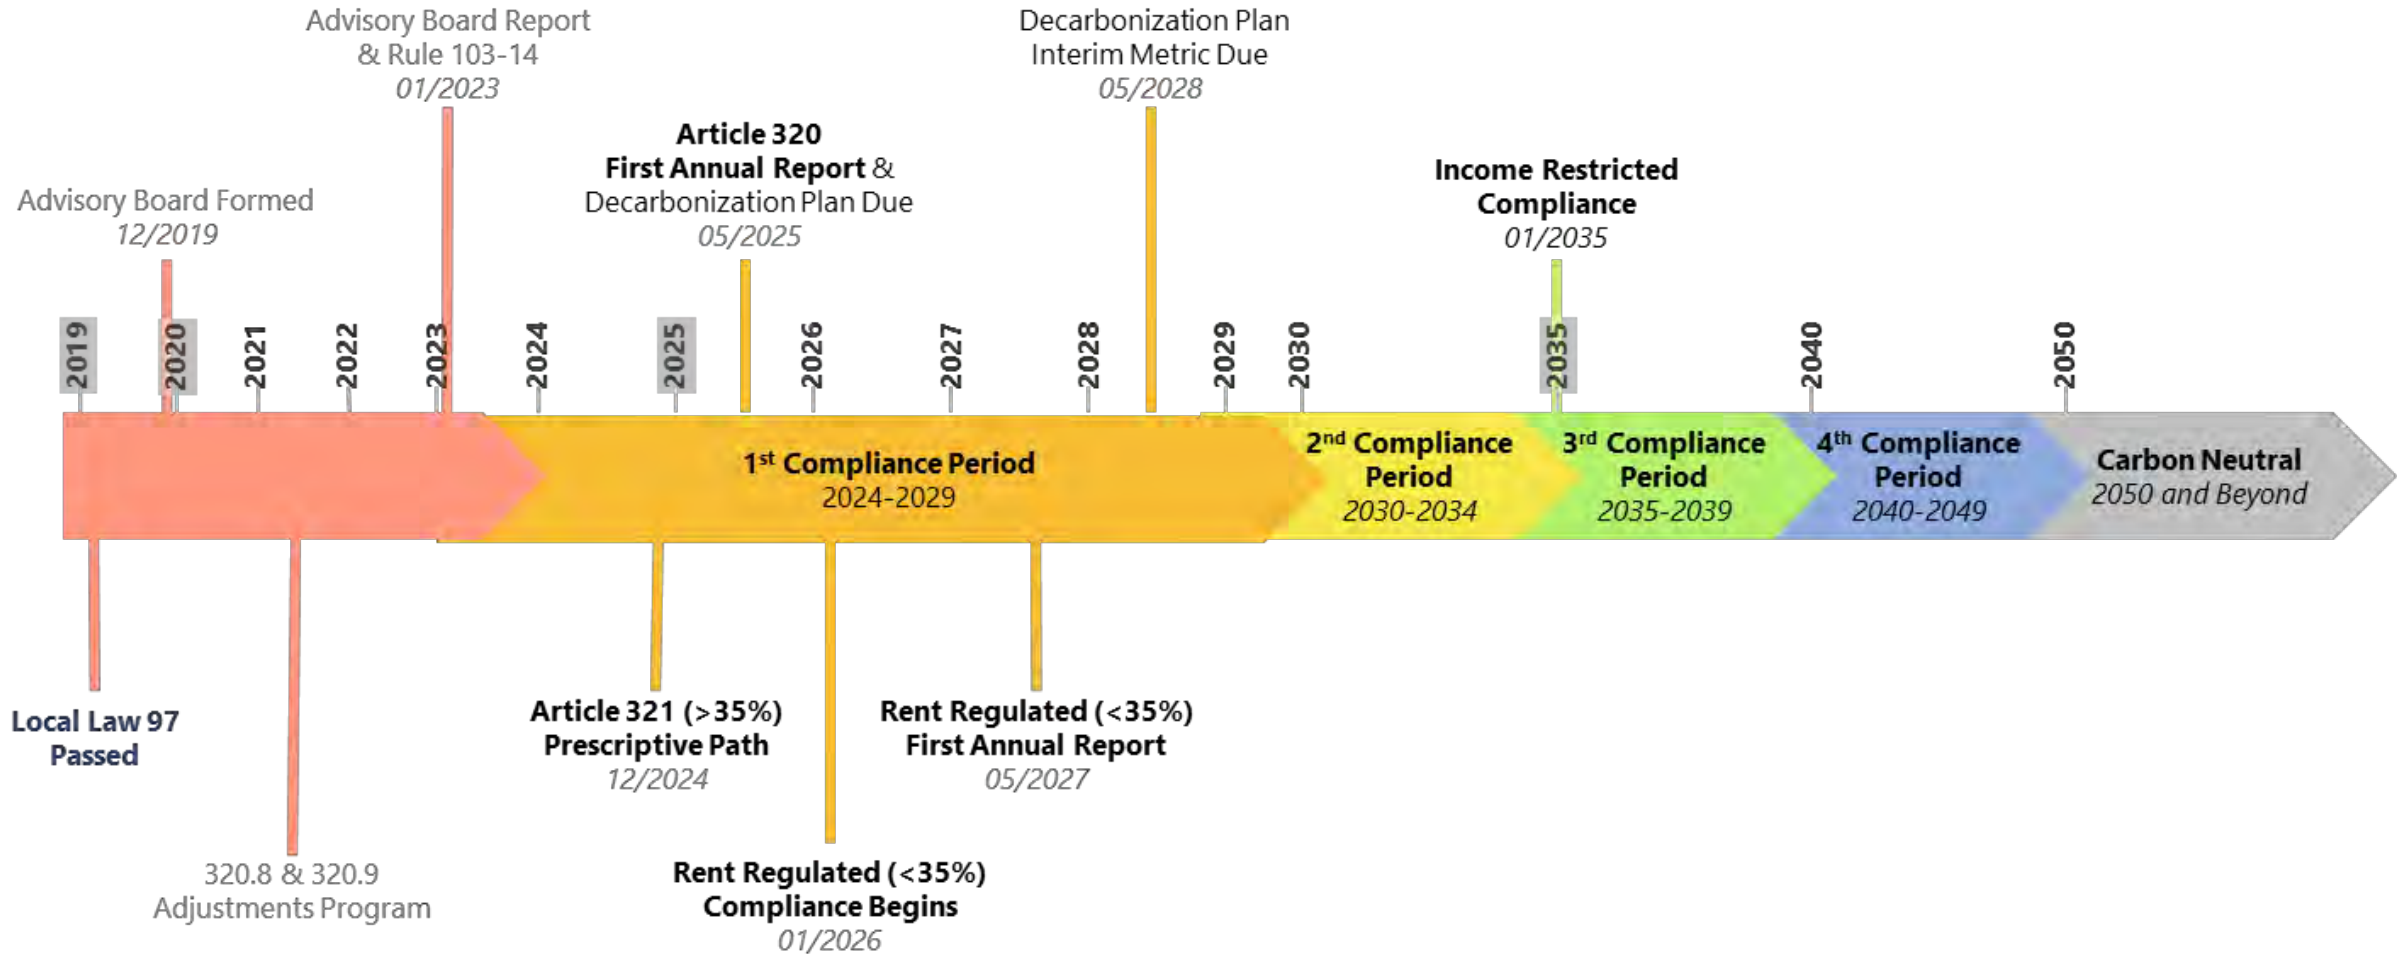 Advisory Board Report
& Rule 103-14
01/2023
Decarbonization Plan
Interim Metric Due
05/2028
Article 320
First Annual Report &
Decarbonization Plan Due
05/2025
Income Restricted
Compliance
01/2035
Advisory Board Formed
12/2019
2019
2020
2021
2022
2023
2024
2025
2026
2027
2028
2029
2030
2035
2040
2050
1st Compliance Period
2024-2029
2nd Compliance
Period
2030-2034
3rd Compliance
Period
2035-2039
4th Compliance
Period
2040-2049
Carbon Neutral
2050 and Beyond
Local Law 97
Passed
Article 321 (>35%)
Prescriptive Path
12/2024
Rent Regulated (<35%)
First Annual Report
05/2027
320.8 & 320.9
Adjustments Program
Rent Regulated (<35%)
Compliance Begins
01/2026